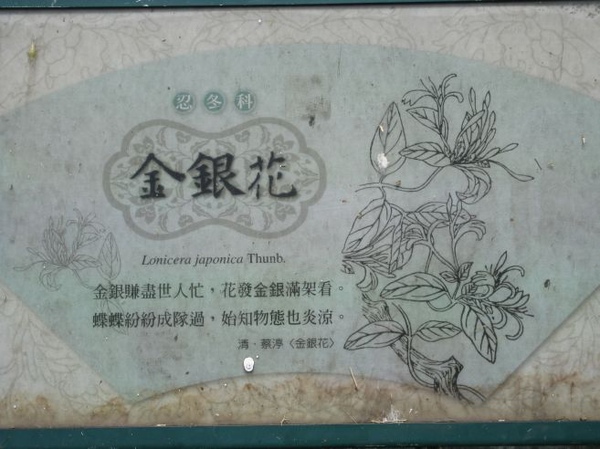 忍冬科
金銀花
Lonicera japonica Thunb.
金銀賺盡世人忙，花發金銀滿架看。
蝶蝶紛紛成隊過，始知物態也炎涼。
清·蔡淳〈金銀花〉